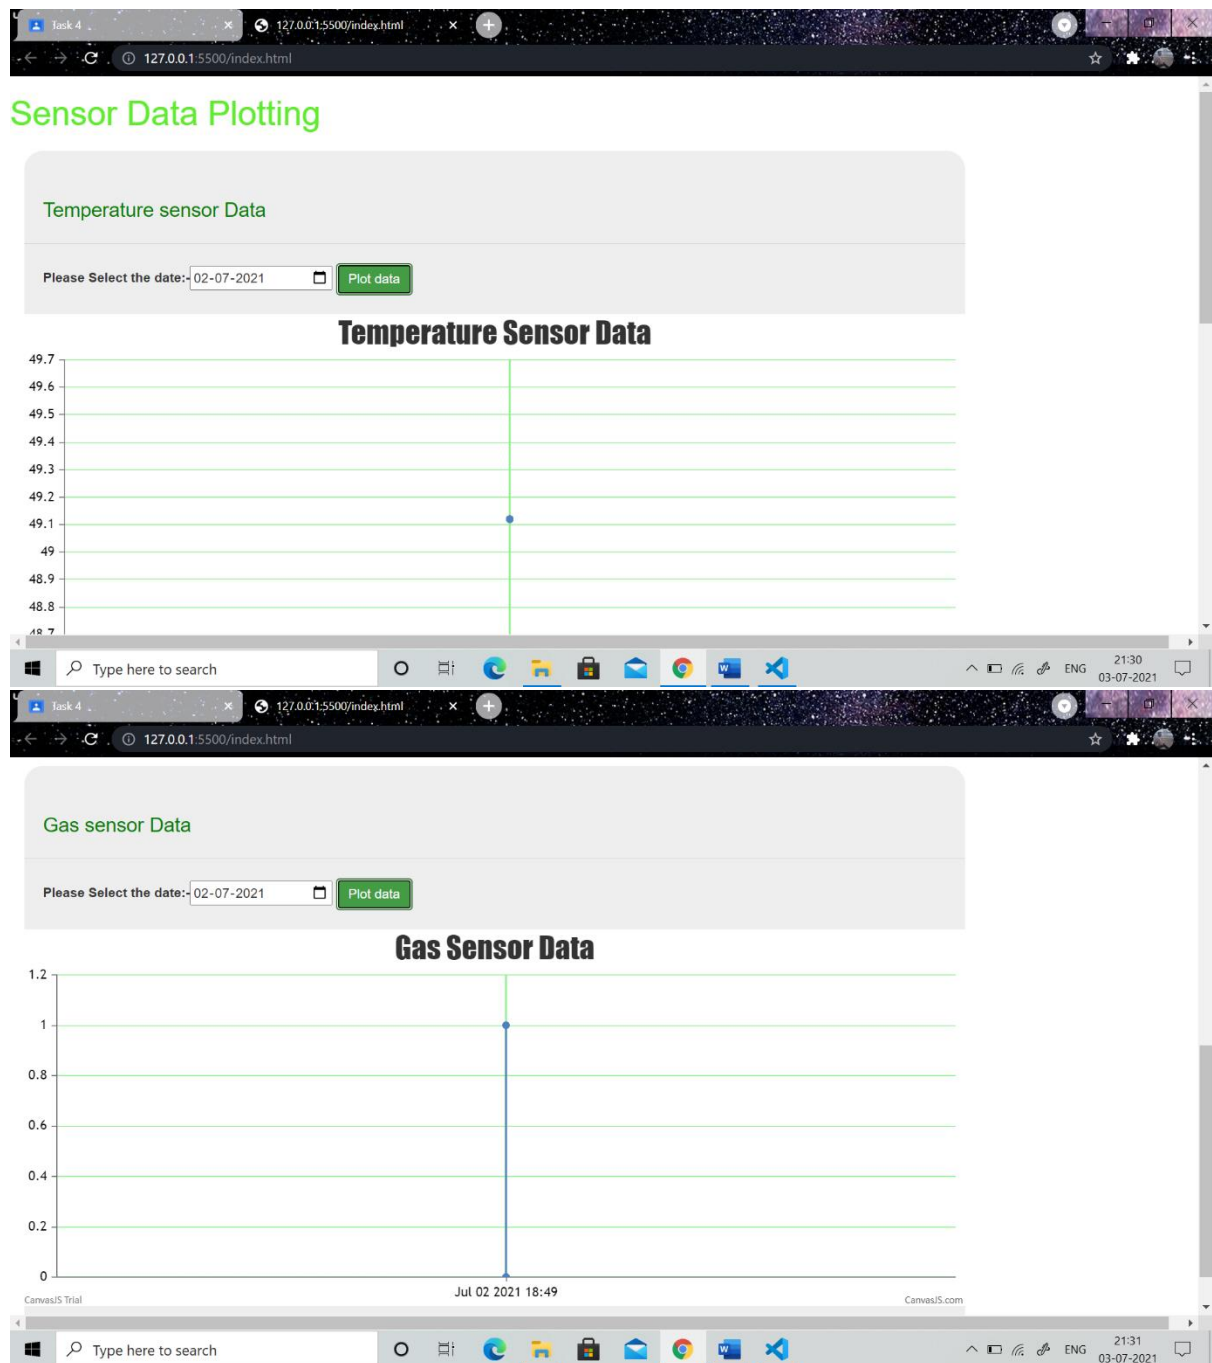 Task 4
127.0.0.1:5500/index.html
127.0.0.1:5500/index.html
Sensor Data Plotting
Temperature sensor Data
Please Select the date:- 02-07-2021 Plot data
Temperature Sensor Data
49.7
49.6
49.5
49.4
49.3
49.2
49.1
49
48.9
48.8
48.7
Type here to search
W
ENG
21:30
03-07-2021
Task 4
127.0.0.1:5500/index.html
127.0.0.1:5500/index.html
Gas sensor Data
Please Select the date:- 02-07-2021 Plot data
Gas Sensor Data
1.2
1
0.8
0.6
0.4
0.2
0
Jul 02 2021 18:49
CanvasJS Trial
CanvasJS.com
Type here to search
W
ENG
21:31
03-07-2021